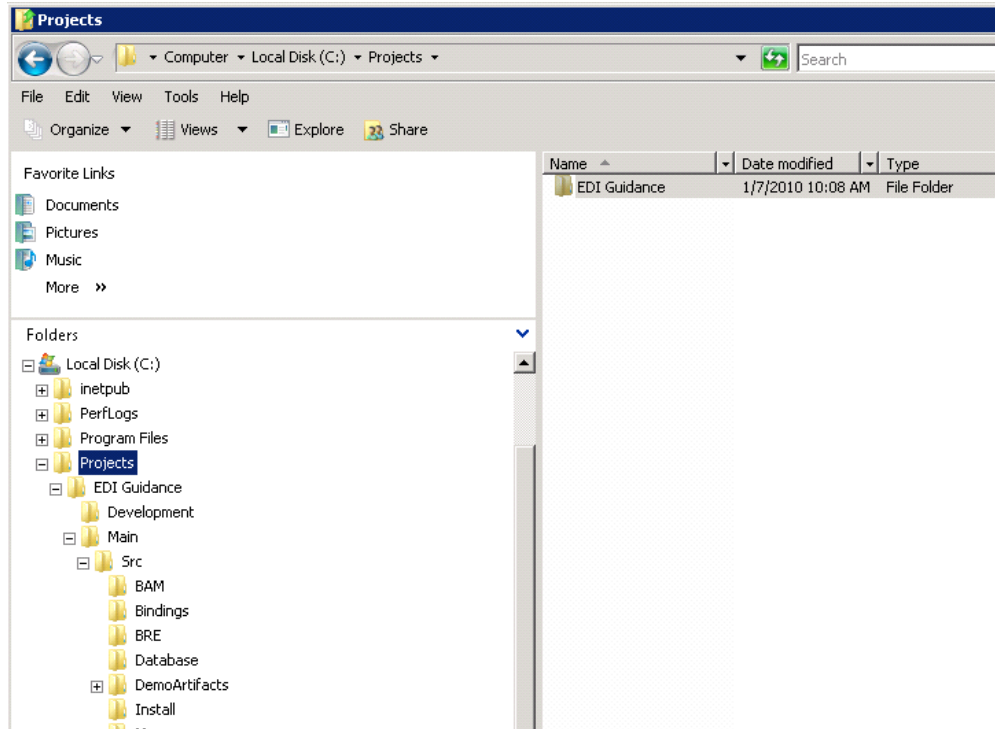 Projects
Computer Local Disk (C:) Projects
Search
File Edit View Tools Help
Organize Views Explore Share
Favorite Links
Documents
Pictures
Music
More »
Folders
Local Disk (C:)
inetpub
PerfLogs
Program Files
Projects
EDI Guidance
Development
Main
Src
BAM
Bindings
BRE
Database
DemoArtifacts
Install
Name Date modified Type
EDI Guidance 1/7/2010 10:08 AM File Folder